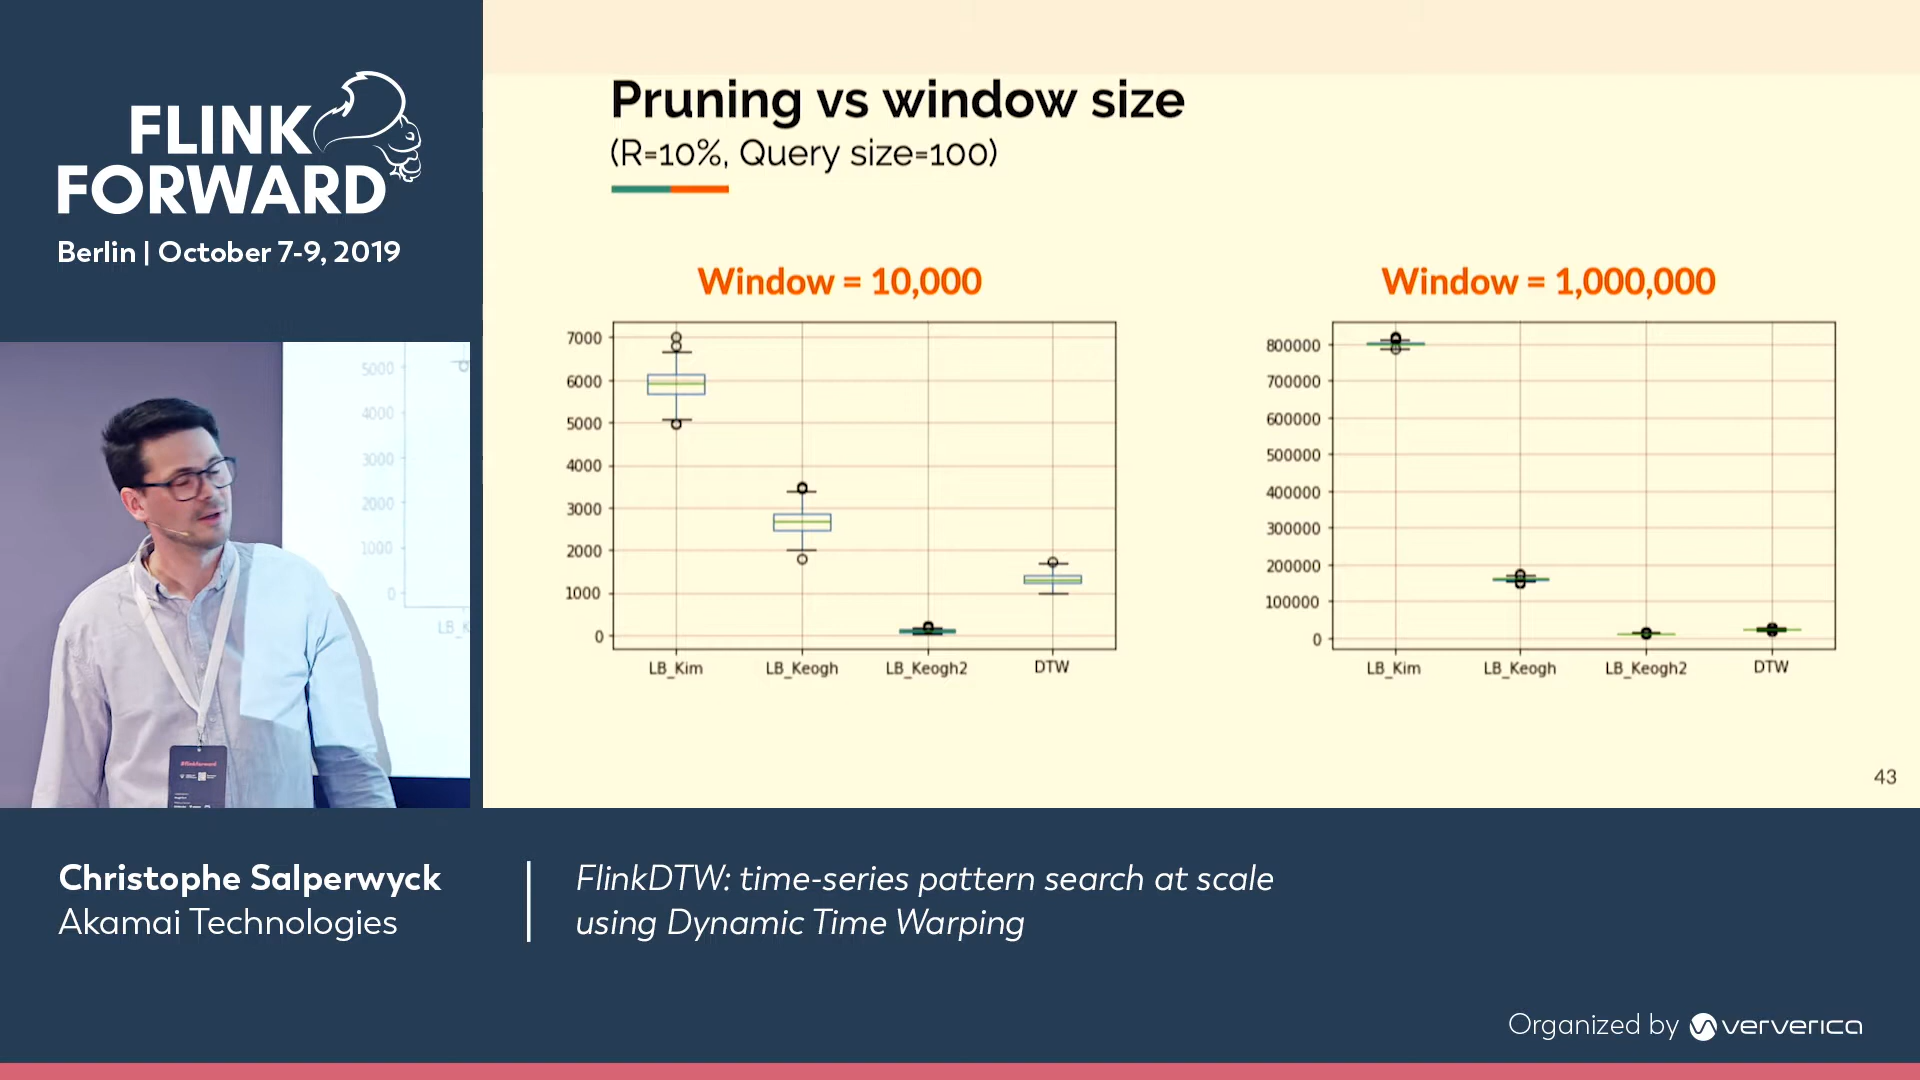 FLINK
FORWARD
Berlin | October 7-9, 2019
Pruning vs window size
(R=10%, Query size=100)
Window = 10,000
7000
6000
5000
4000
3000
2000
1000
0
LB_Kim LB_Keogh LB_Keogh2 DTW
Window = 1,000,000
800000
700000
600000
500000
400000
300000
200000
100000
0
LB_Kim LB_Keogh LB_Keogh2 DTW
43
5000
4000
3000
2000
1000
0
#flinkforward
Christophe Salperwyck
Akamai Technologies
FlinkDTW: time-series pattern search at scale
using Dynamic Time Warping
Organized by ververica